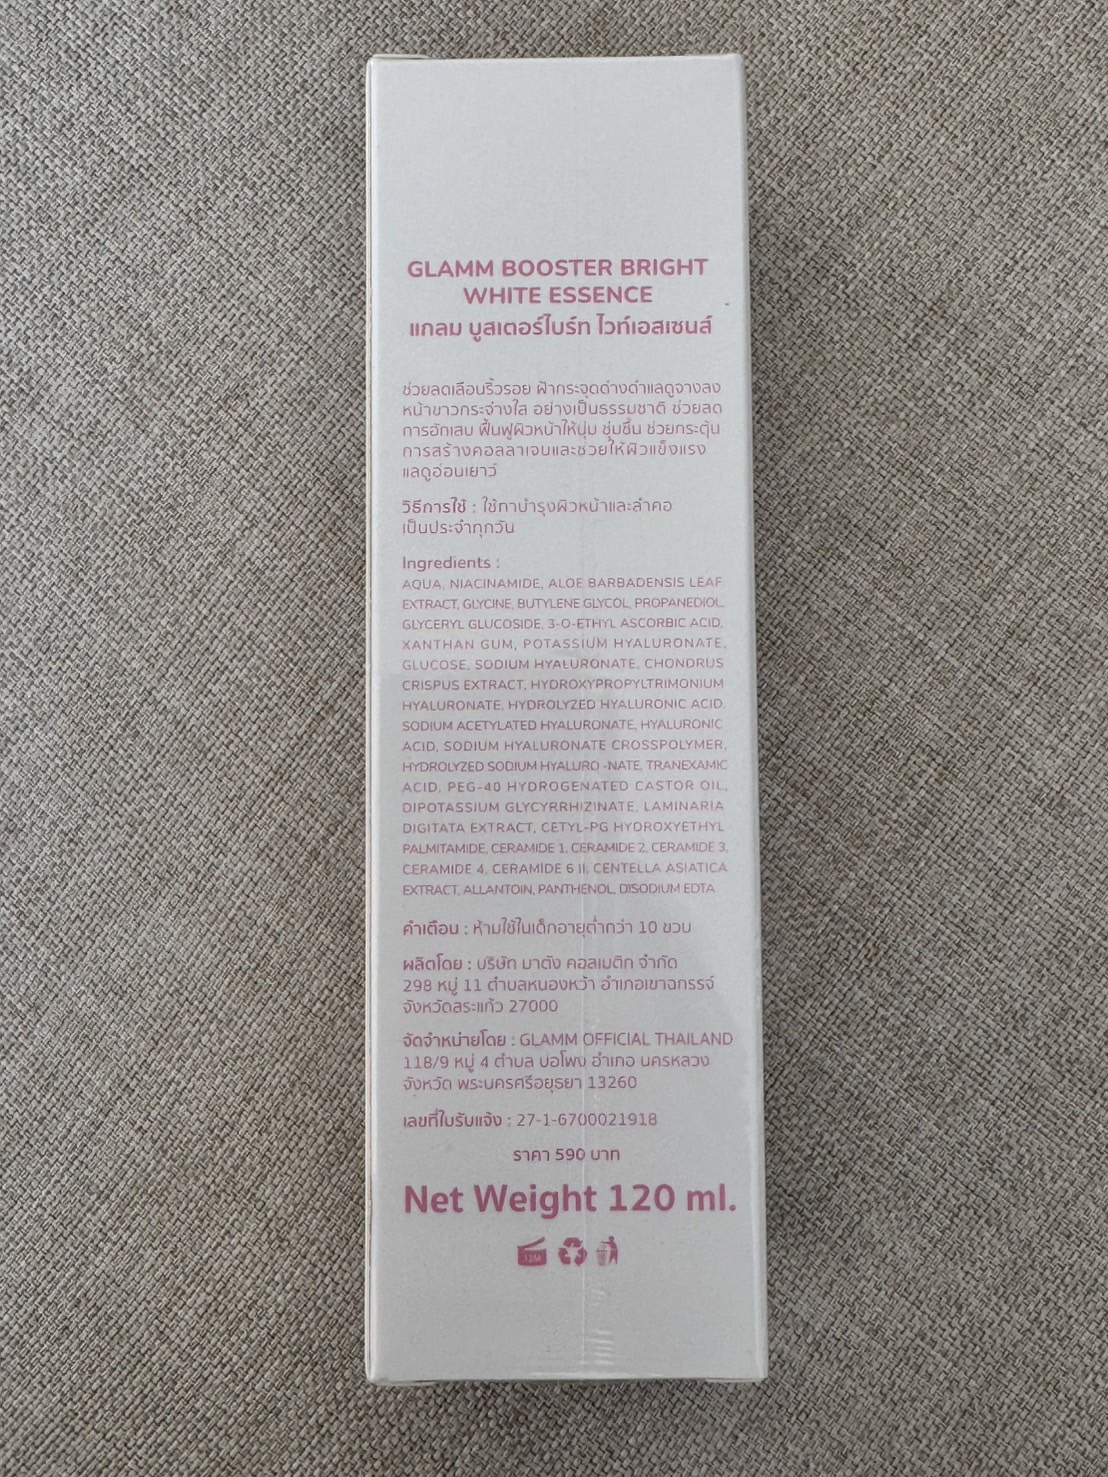 GLAMM BOOSTER BRIGHT
WHITE ESSENCE
แกลม บูสเตอร์ไบร์ท ไวท์เอสเซนส์
ช่วยลดเลือนริ้วรอย ฝ้ากระจุดด่างดำแลดูจางลง
หน้าขาวกระจ่างใส อย่างเป็นธรรมชาติ ช่วยลด
การอักเสบ ฟื้นฟูผิวหน้าให้นุ่ม ชุ่มชื้น ช่วยกระตุ้น
การสร้างคอลลาเจนและช่วยให้ผิวแข็งแรง
แลดูอ่อนเยาว์
วิธีการใช้ : ใช้ทาบำรุงผิวหน้าและลำคอ
เป็นประจำทุกวัน
Ingredients :
AQUA, NIACINAMIDE, ALOE BARBADENSIS LEAF
EXTRACT, GLYCINE, BUTYLENE GLYCOL, PROPANEDIOL,
GLYCERYL GLUCOSIDE, 3-O-ETHYL ASCORBIC ACID,
XANTHAN GUM, POTASSIUM HYALURONATE,
GLUCOSE, SODIUM HYALURONATE, CHONDRUS
CRISPUS EXTRACT, HYDROXYPROPYLTRIMONIUM
HYALURONATE, HYDROLYZED HYALURONIC ACID,
SODIUM ACETYLATED HYALURONATE, HYALURONIC
ACID, SODIUM HYALURONATE CROSSPOLYMER,
HYDROLYZED SODIUM HYALURO -NATE, TRANEXAMIC
ACID, PEG-40 HYDROGENATED CASTOR OIL,
DIPOTASSIUM GLYCYRRHIZINATE, LAMINARIA
DIGITATA EXTRACT, CETYL-PG HYDROXYETHYL
PALMITAMIDE, CERAMIDE 1, CERAMIDE 2, CERAMIDE 3,
CERAMIDE 4, CERAMIDE 6 II, CENTELLA ASIATICA
EXTRACT, ALLANTOIN, PANTHENOL, DISODIUM EDTA
คำเตือน : ห้ามใช้ในเด็กอายุต่ำกว่า 10 ขวบ
ผลิตโดย : บริษัท มาตัง คอสเมติก จำกัด
298 หมู่ 11 ตำบลหนองหว้า อำเภอเขาฉกรรจ์
จังหวัดสระแก้ว 27000
จัดจำหน่ายโดย : GLAMM OFFICIAL THAILAND
118/9 หมู่ 4 ตำบล บ่อโพง อำเภอ นครหลวง
จังหวัด พระนครศรีอยุธยา 13260
เลขที่ใบรับแจ้ง : 27-1-6700021918
ราคา 590 บาท
Net Weight 120 ml.